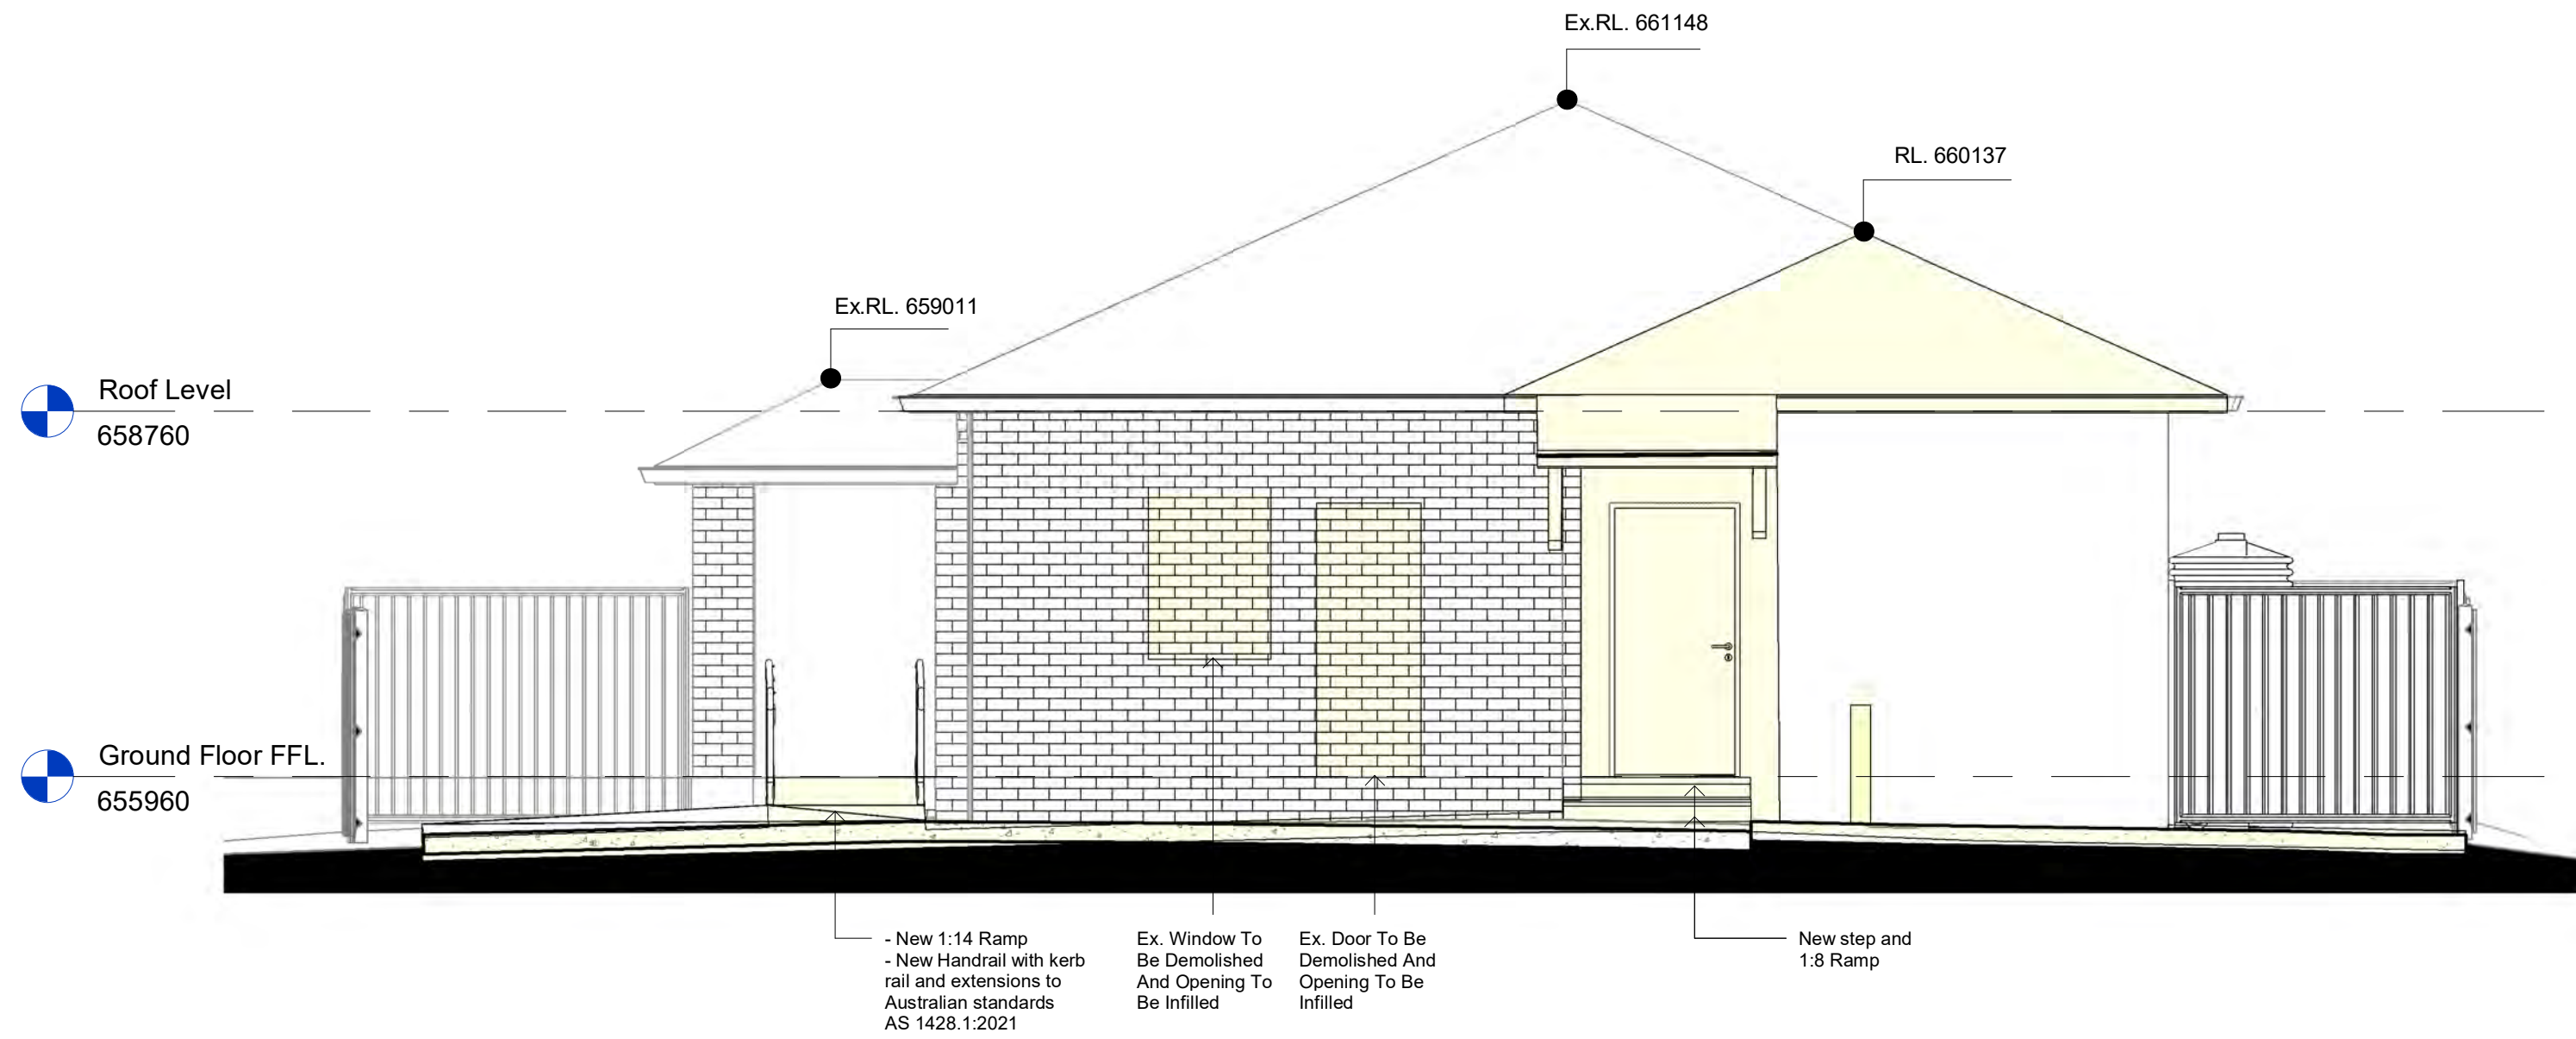 Ex.RL. 661148
RL. 660137
Ex.RL. 659011
Roof Level
658760
Ground Floor FFL.
655960
- New 1:14 Ramp
- New Handrail with kerb
rail and extensions to
Australian standards
AS 1428.1:2021
Ex. Window To
Be Demolished
And Opening To
Be Infilled
Ex. Door To Be
Demolished And
Opening To Be
Infilled
New step and
1:8 Ramp